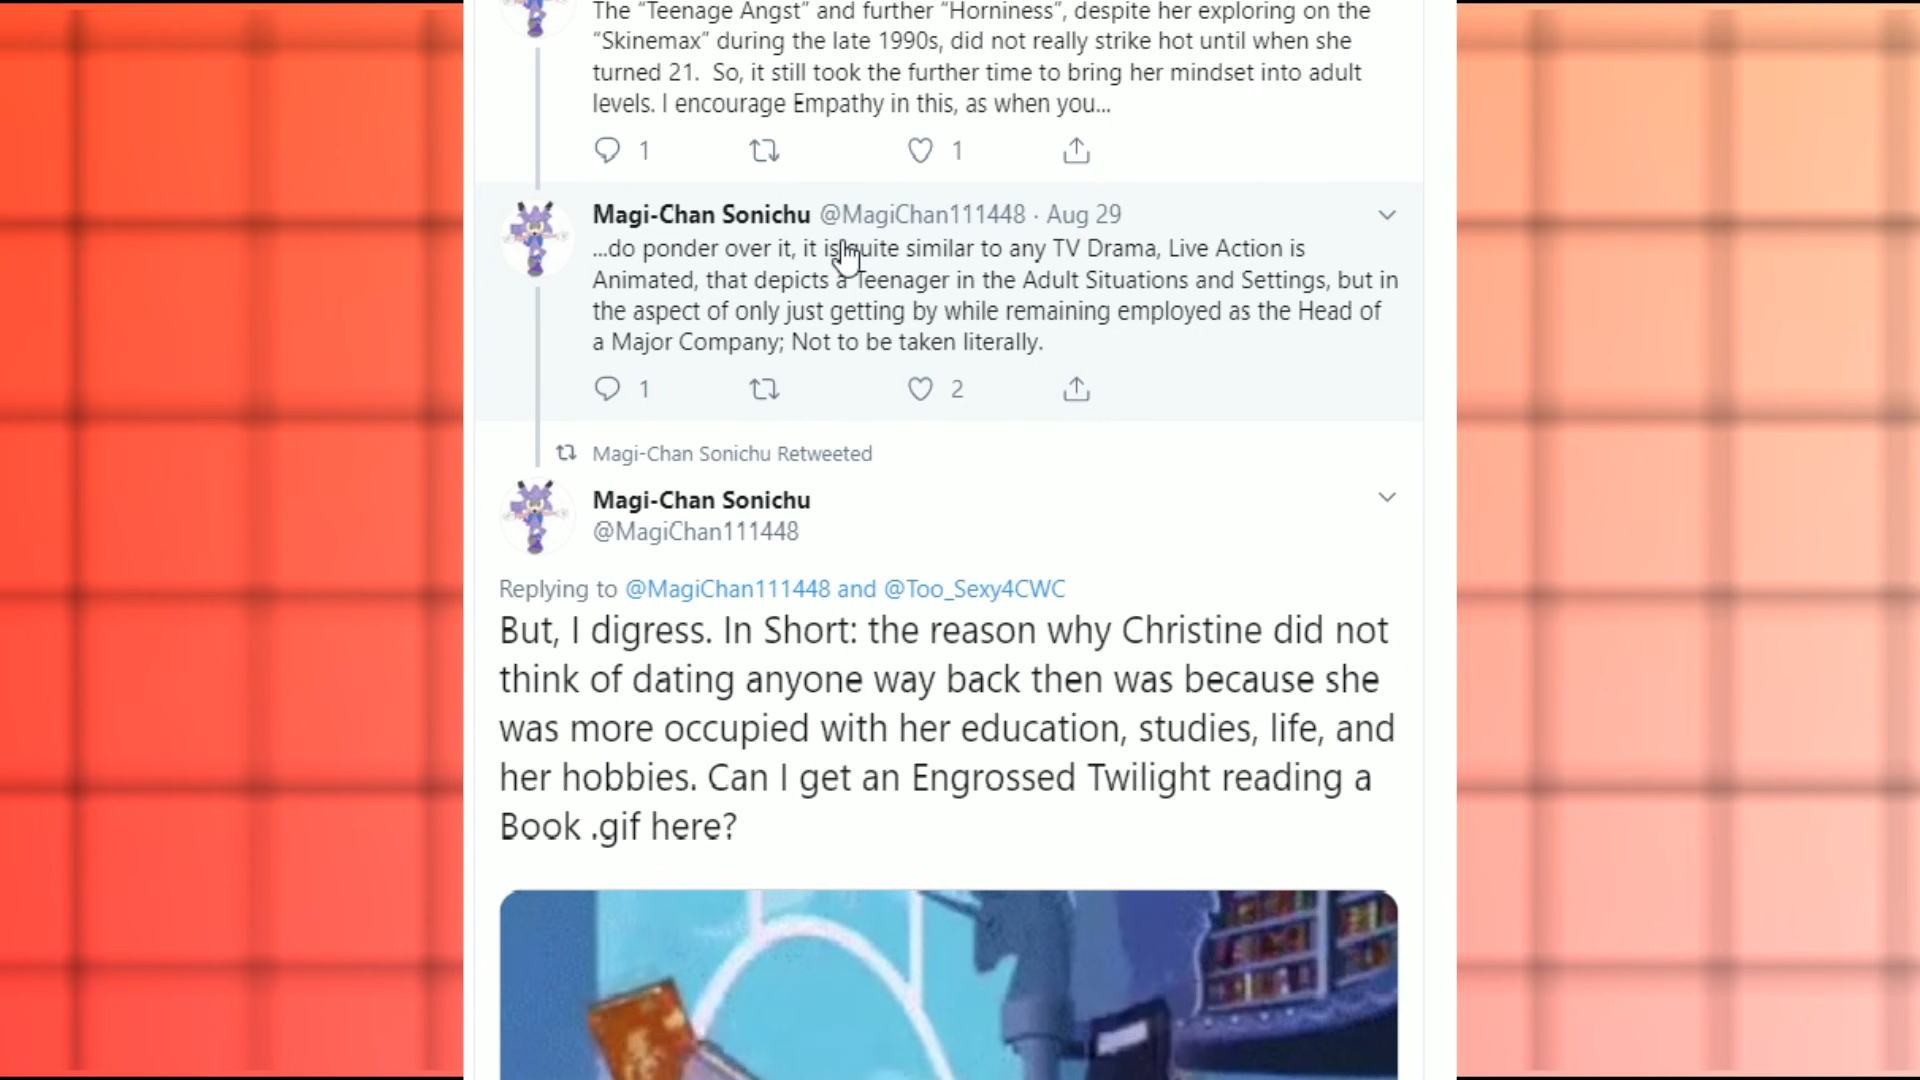 The “Teenage Angst” and further “Horniness”, despite her exploring on the
“Skinemax” during the late 1990s, did not really strike hot until when she
turned 21.  So, it still took the further time to bring her mindset into adult
levels. I encourage Empathy in this, as when you...
1 1
Magi-Chan Sonichu @MagiChan111448 · Aug 29
...do ponder over it, it is quite similar to any TV Drama, Live Action is
Animated, that depicts a Teenager in the Adult Situations and Settings, but in
the aspect of only just getting by while remaining employed as the Head of
a Major Company; Not to be taken literally.
1 2
Magi-Chan Sonichu Retweeted
Magi-Chan Sonichu
@MagiChan111448
Replying to @MagiChan111448 and @Too_Sexy4CWC
But, I digress. In Short: the reason why Christine did not
think of dating anyone way back then was because she
was more occupied with her education, studies, life, and
her hobbies. Can I get an Engrossed Twilight reading a
Book .gif here?